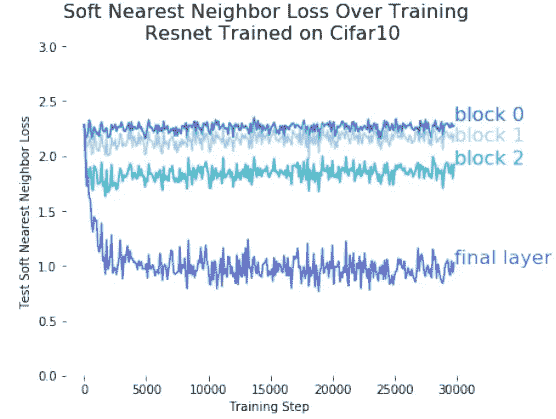 Soft Nearest Neighbor Loss Over Training
Resnet Trained on Cifar10
3.0
2.5
2.0
1.5
1.0
0.5
0.0
Test Soft Nearest Neighbor Loss
block 0
block 1
block 2
final layer
0
5000
10000
15000
20000
25000
30000
Training Step